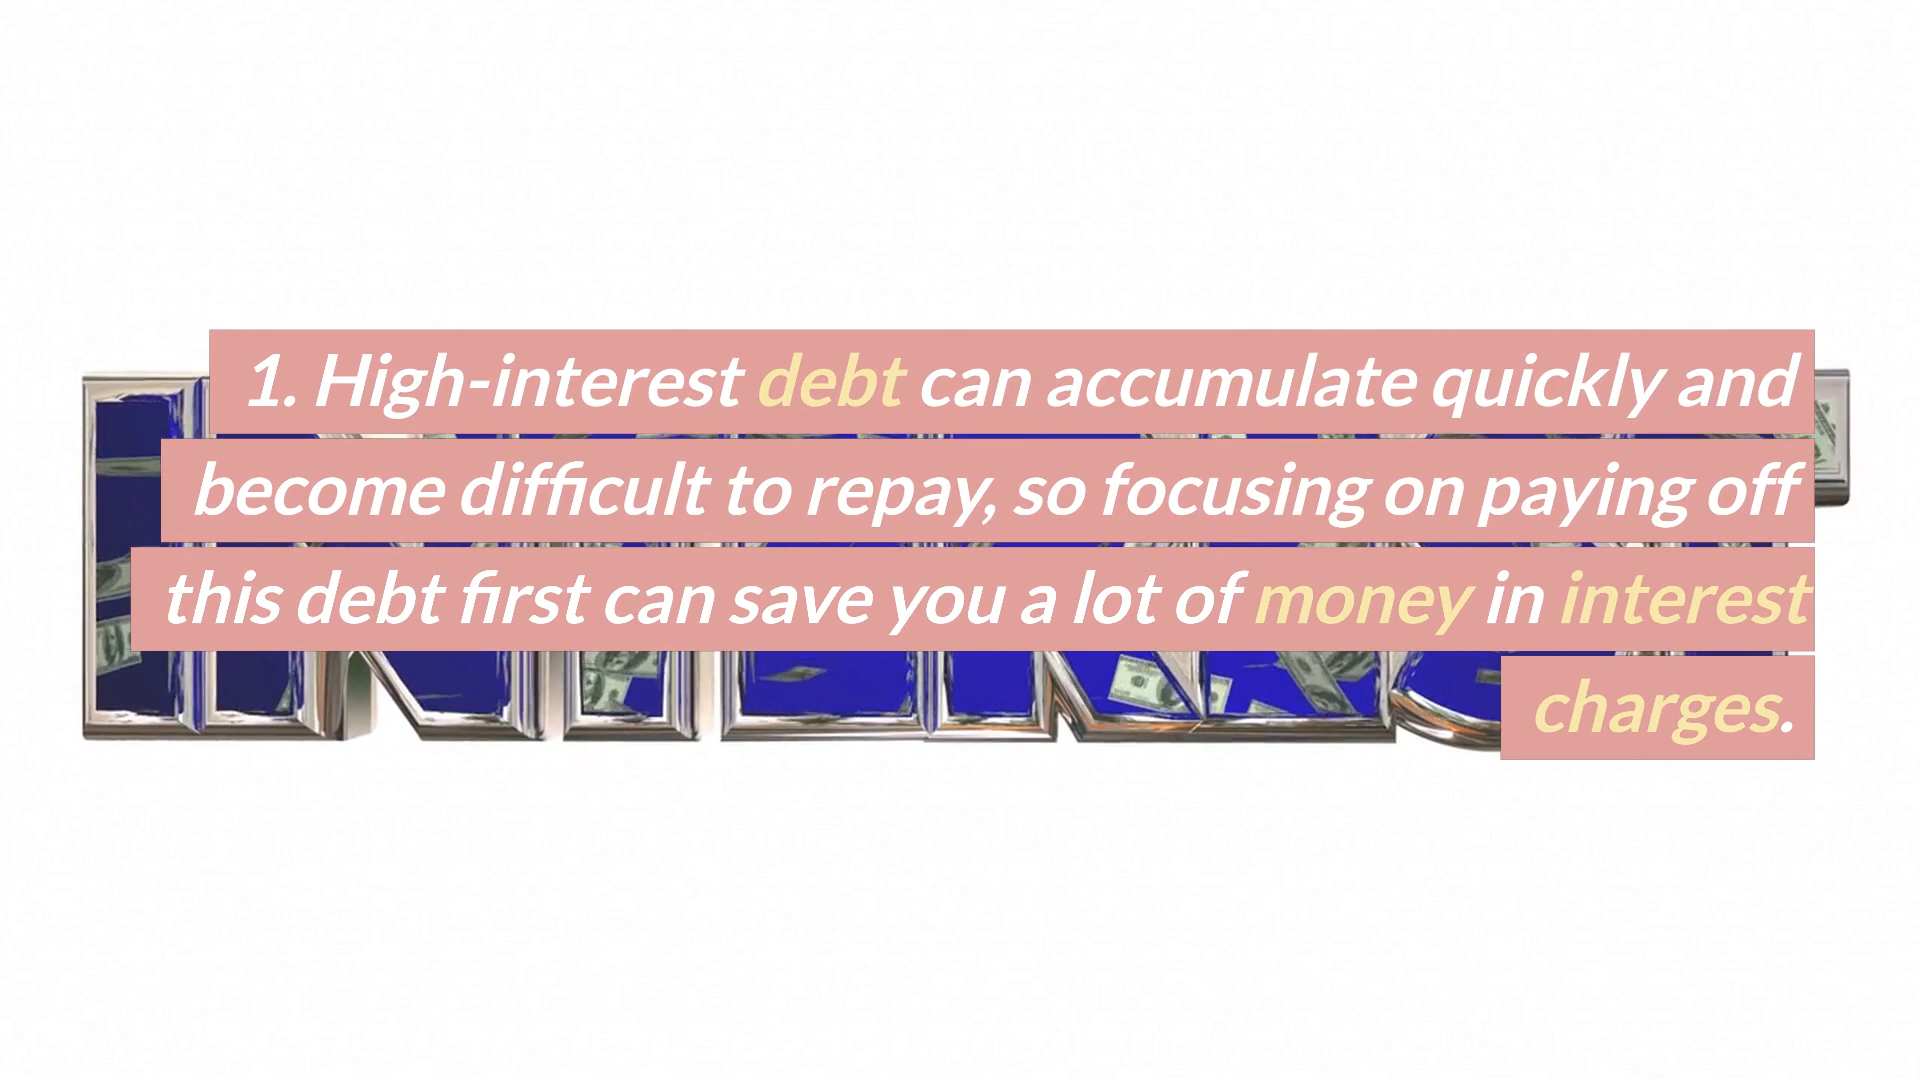 1. High-interest debt can accumulate quickly and
become difficult to repay, so focusing on paying off
this debt first can save you a lot of money in interest
charges.